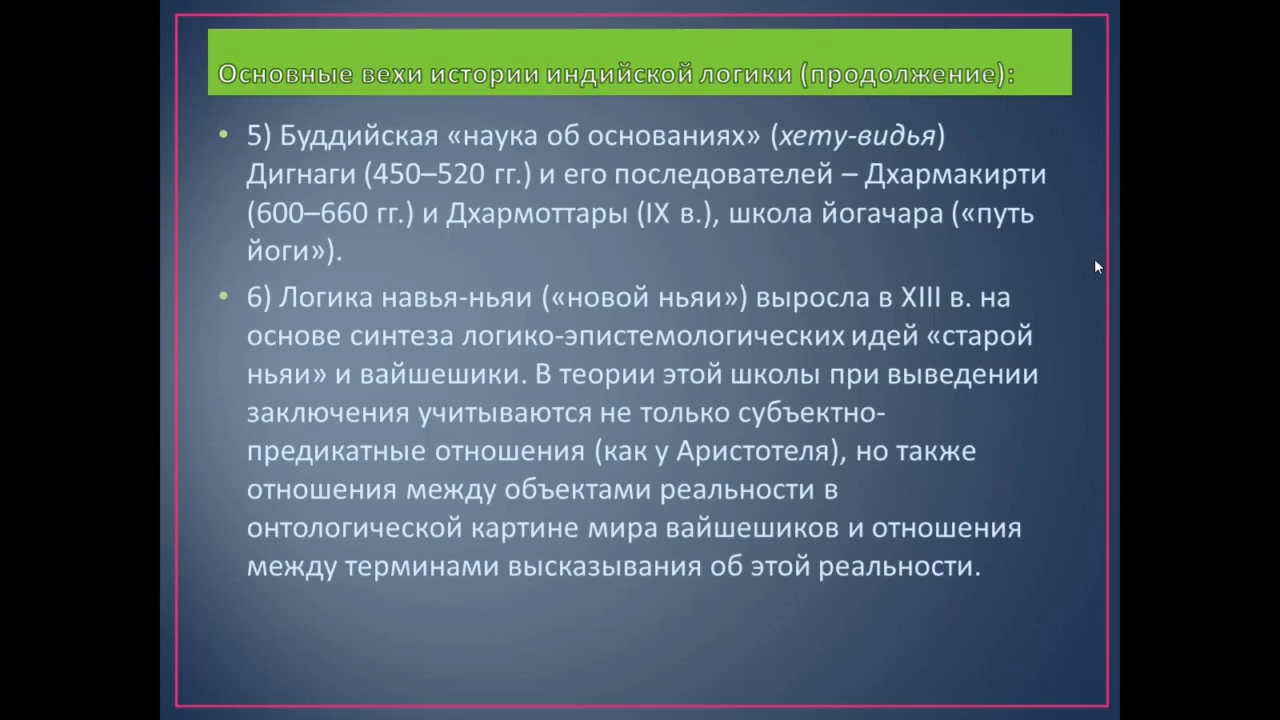 Основные вехи истории индийской логики (продолжение):
• 5) Буддийская «наука об основаниях» (хету-видья)
Дигнаги (450–520 гг.) и его последователей – Дхармакирти
(600–660 гг.) и Дхармоттары (IX в.), школа йогачара («путь
йоги»).
• 6) Логика навья-ньяи («новой ньяи») выросла в XIII в. на
основе синтеза логико-эпистемологических идей «старой
ньяи» и вайшешики. В теории этой школы при выведении
заключения учитываются не только субъектно-
предикатные отношения (как у Аристотеля), но также
отношения между объектами реальности в
онтологической картине мира вайшешиков и отношения
между терминами высказывания об этой реальности.